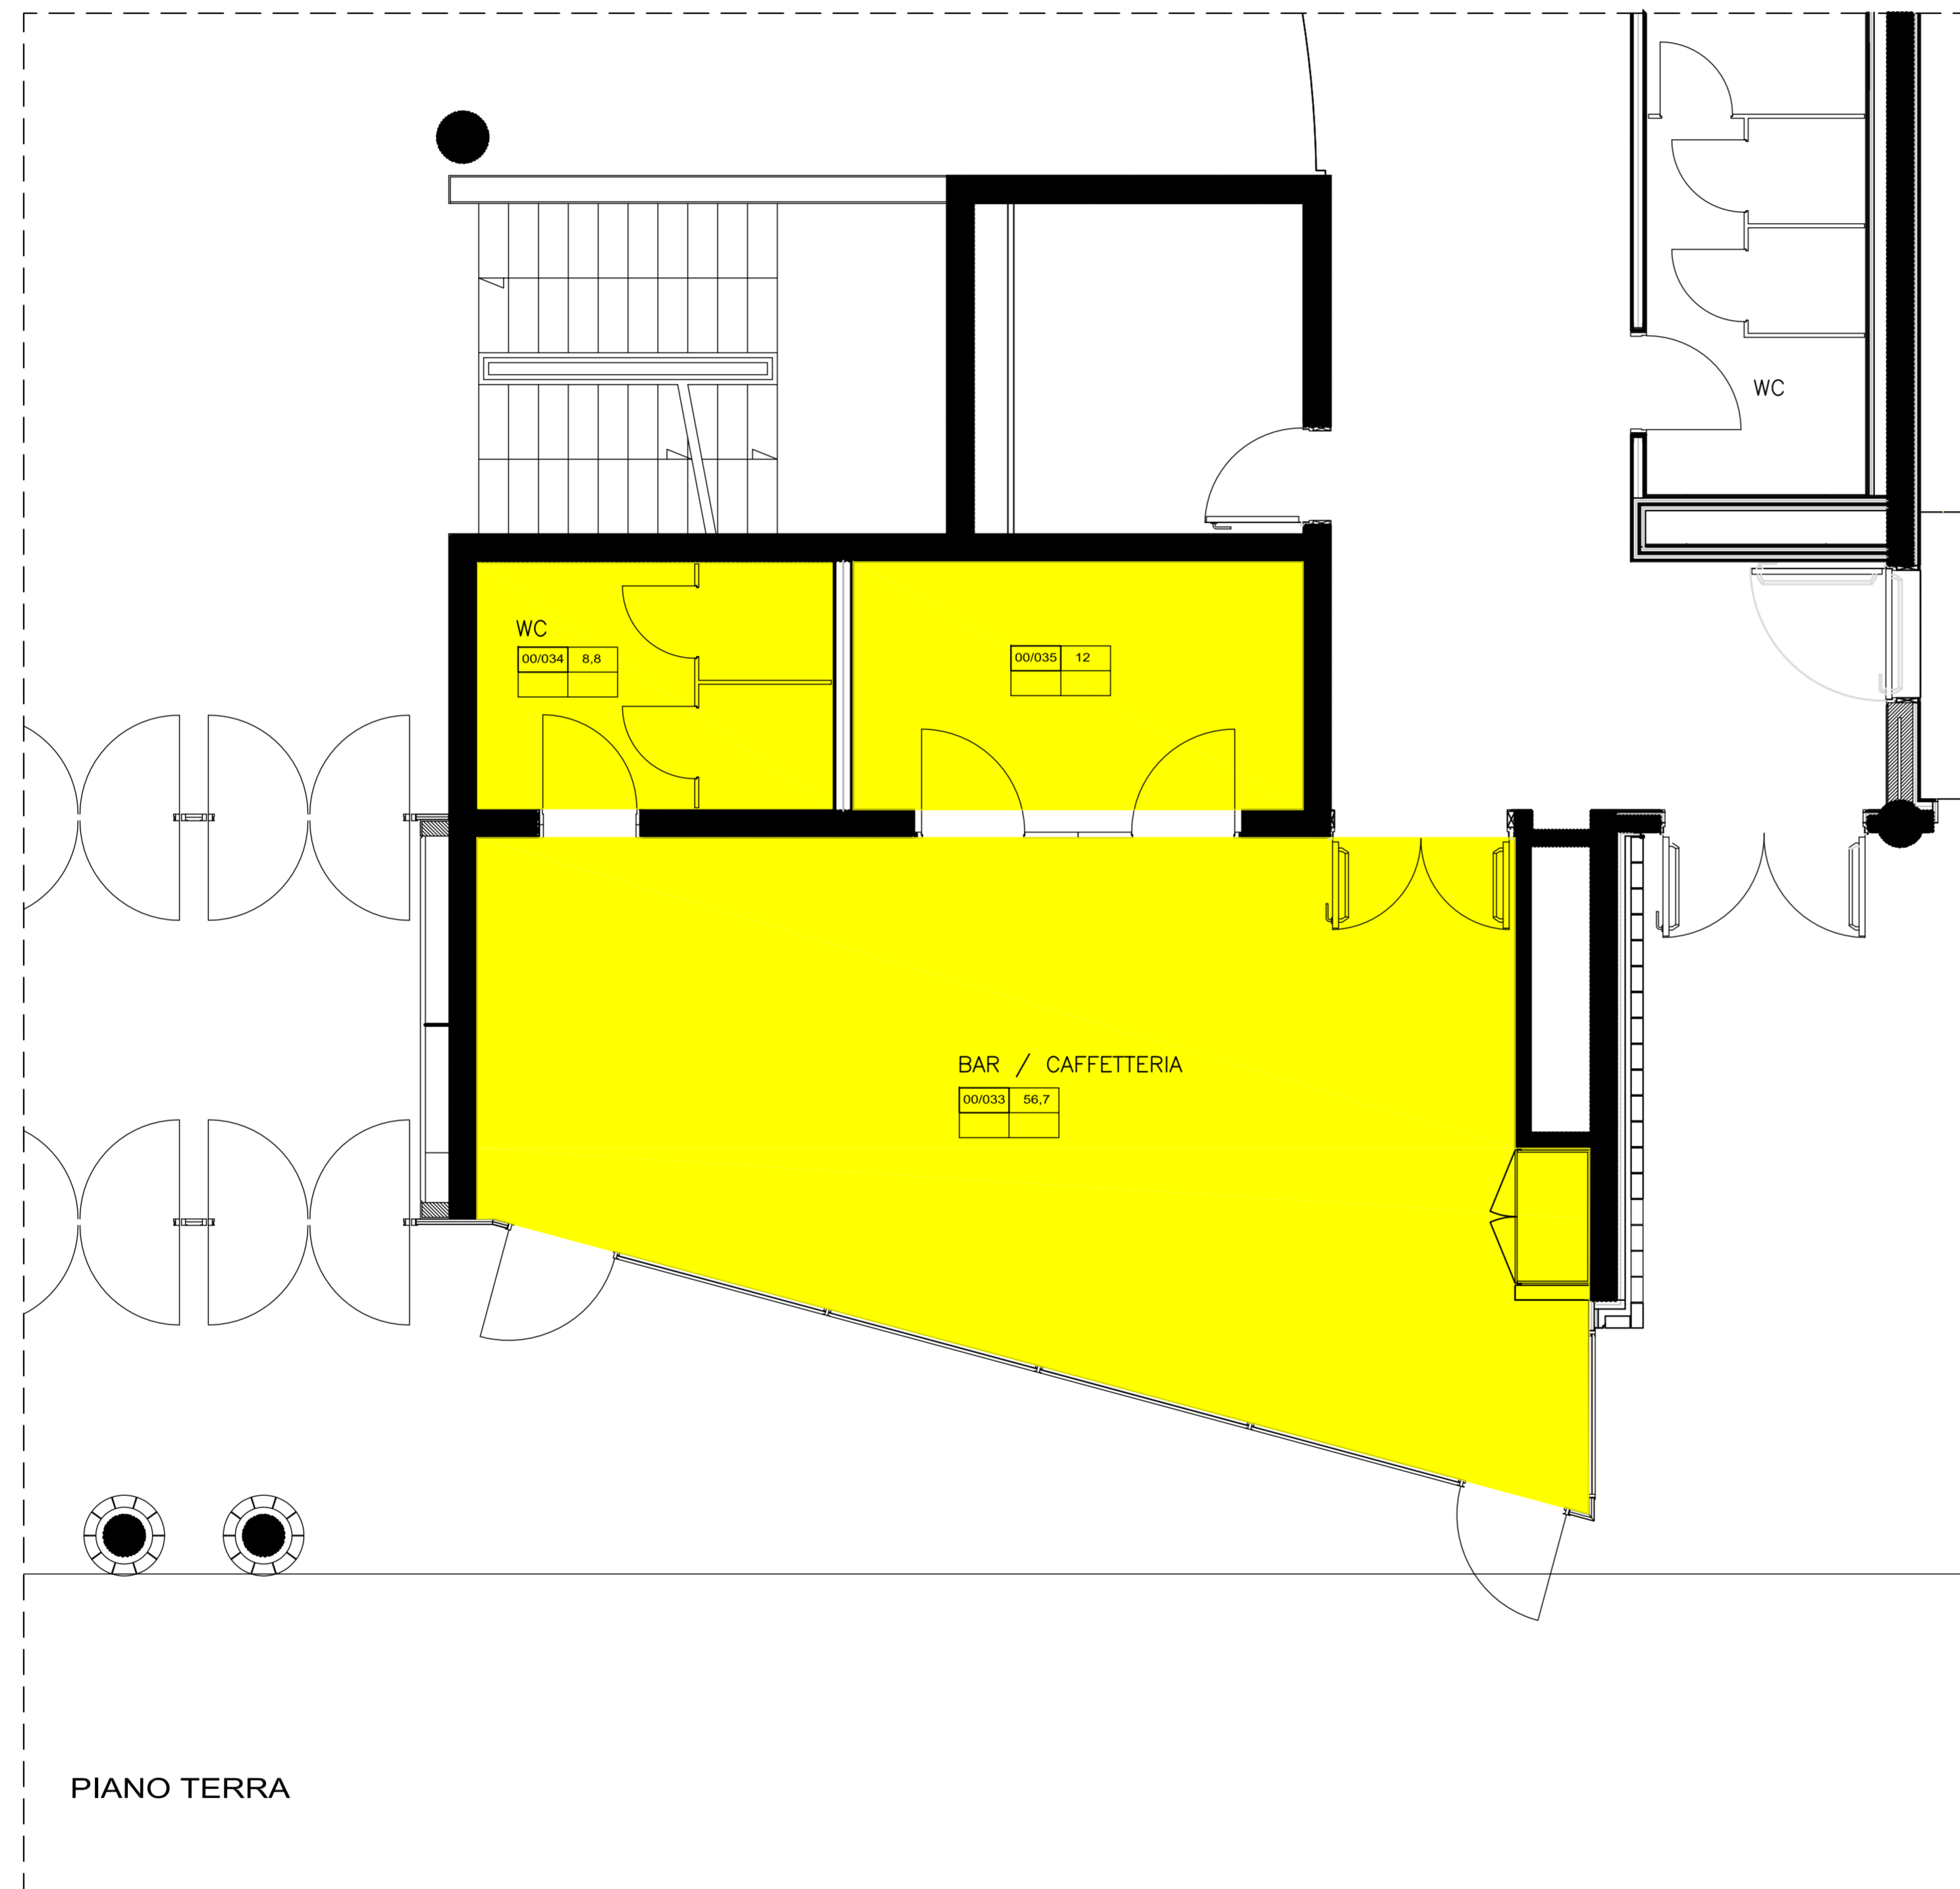 WC
WC
00/034 8,8
00/035 12
BAR / CAFFETTERIA
00/033 56,7
PIANO TERRA